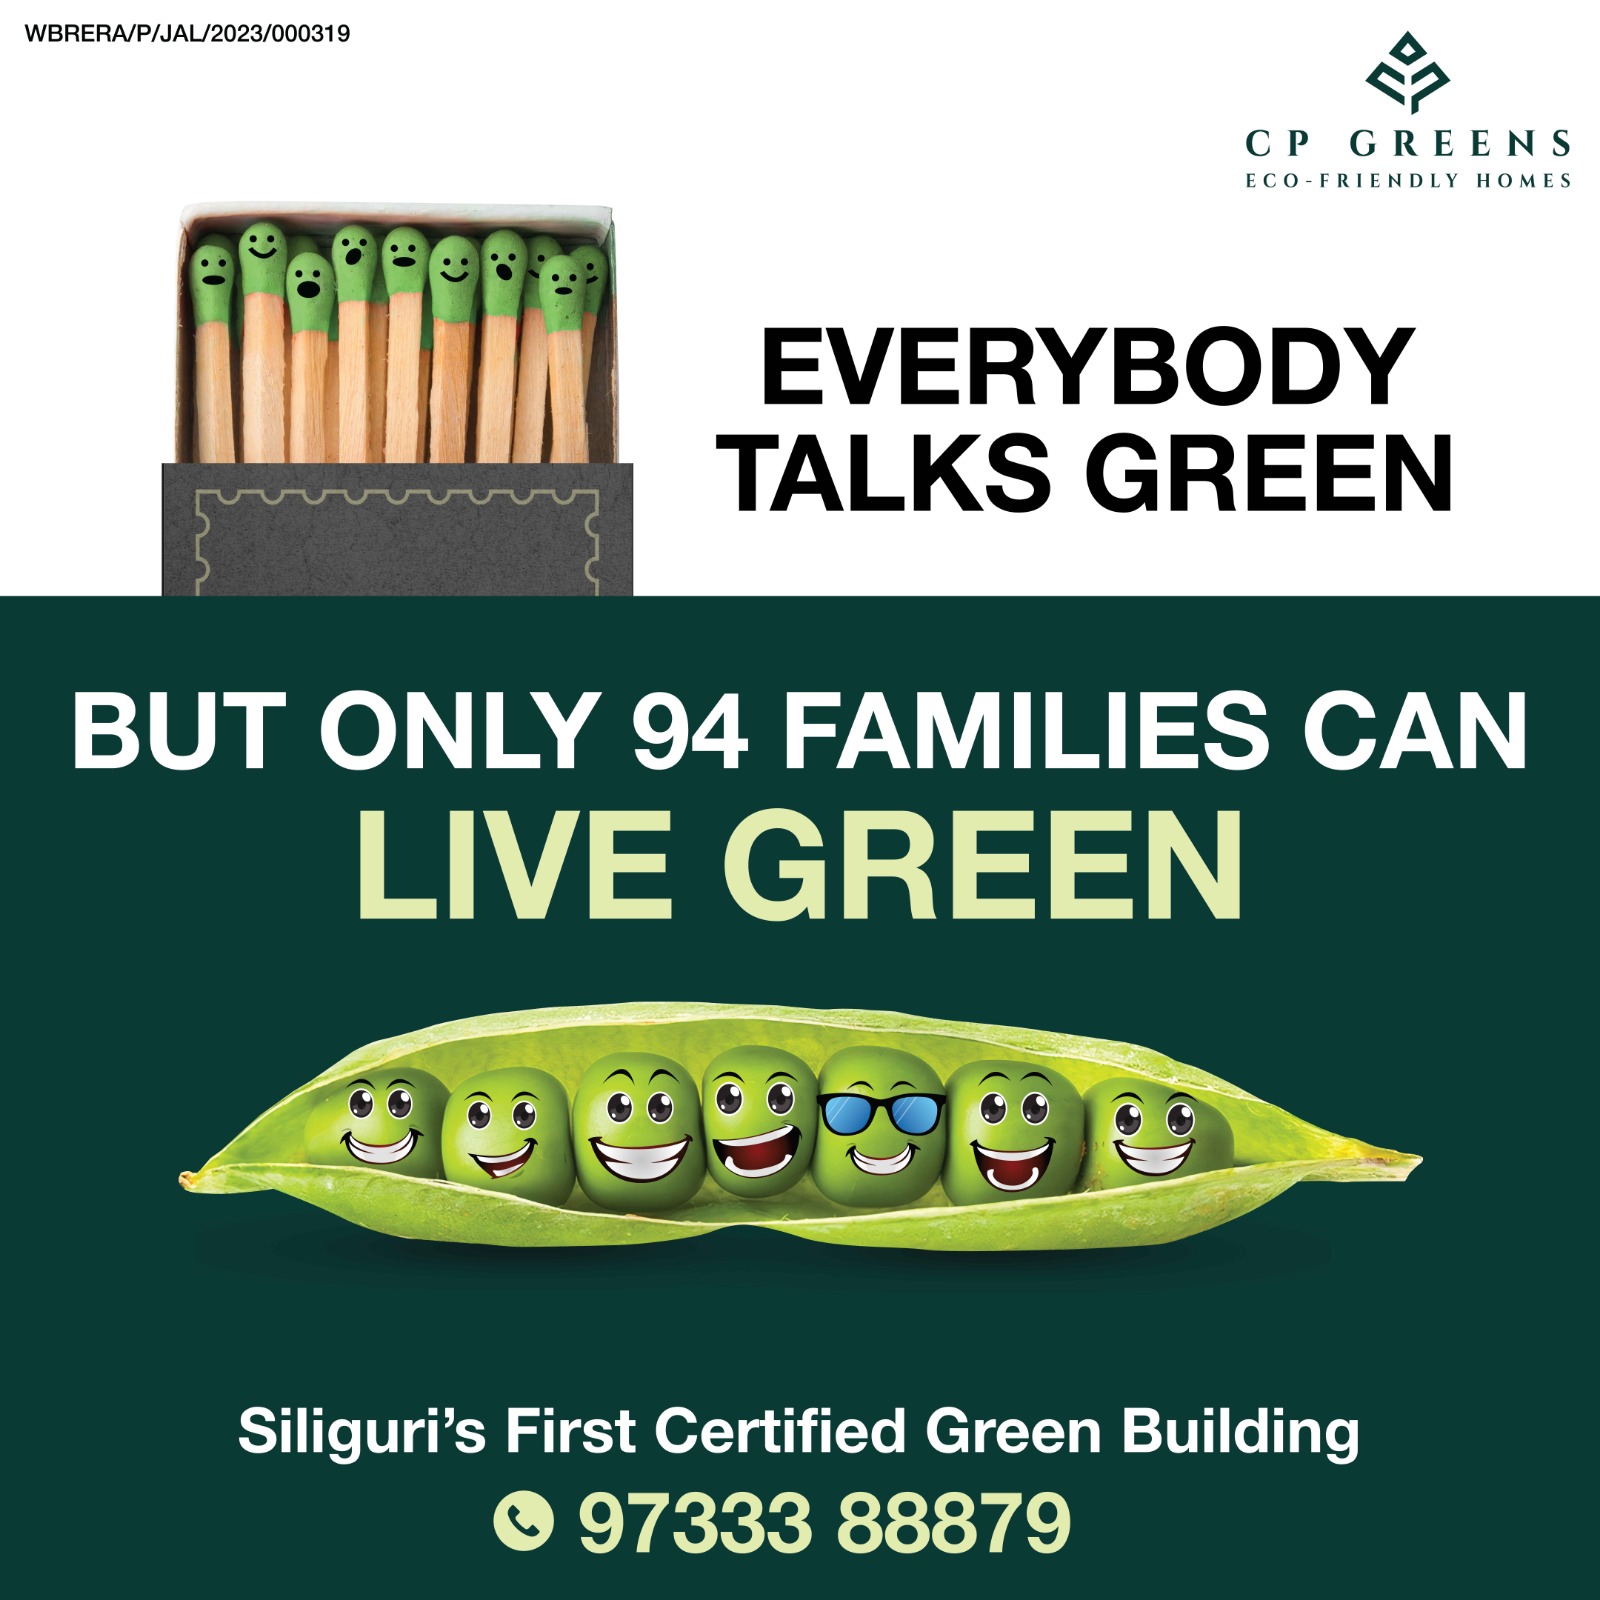 WBRERA/P/JAL/2023/000319
CP GREENS
ECO-FRIENDLY HOMES
EVERYBODY
TALKS GREEN
BUT ONLY 94 FAMILIES CAN
LIVE GREEN
Siliguri’s First Certified Green Building
97333 88879